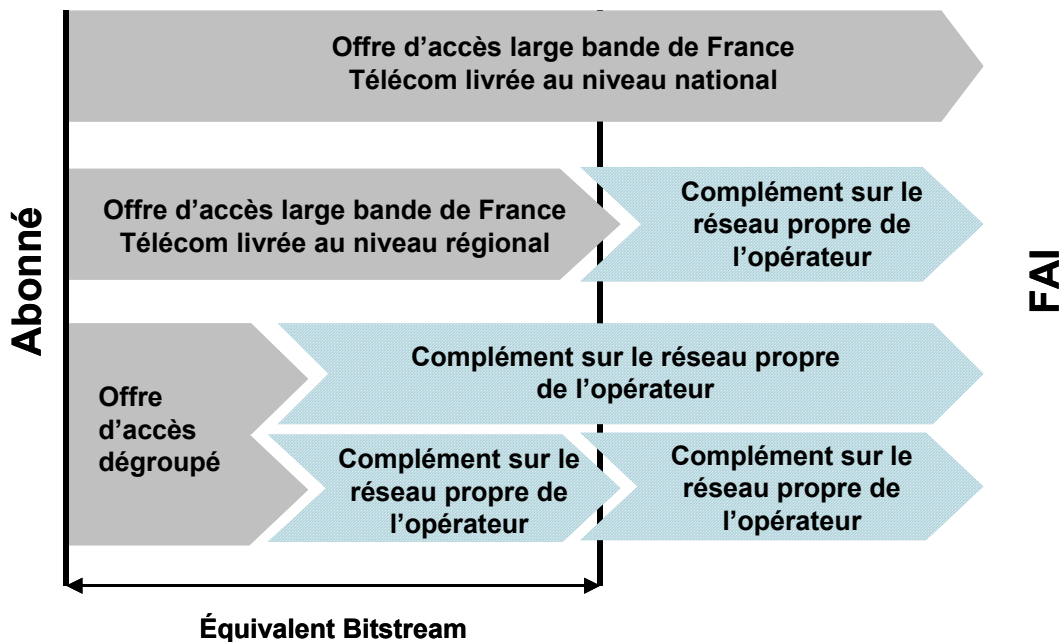 Offre d’accès large bande de France
Télécom livrée au niveau national
Abonné
Offre d’accès large bande de France
Télécom livrée au niveau régional
Complément sur le
réseau propre de
l’opérateur
FAI
Offre
d’accès
dégroupé
Complément sur le réseau propre
de l’opérateur
Complément sur le
réseau propre de
l’opérateur
Complément sur le
réseau propre de
l’opérateur
Équivalent Bitstream